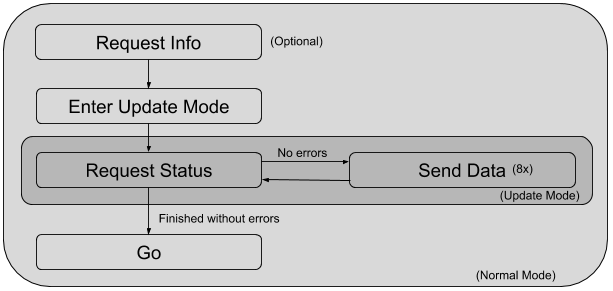 Request Info
(Optional)
Enter Update Mode
Request Status
No errors
Send Data (8x)
(Update Mode)
Finished without errors
Go
(Normal Mode)